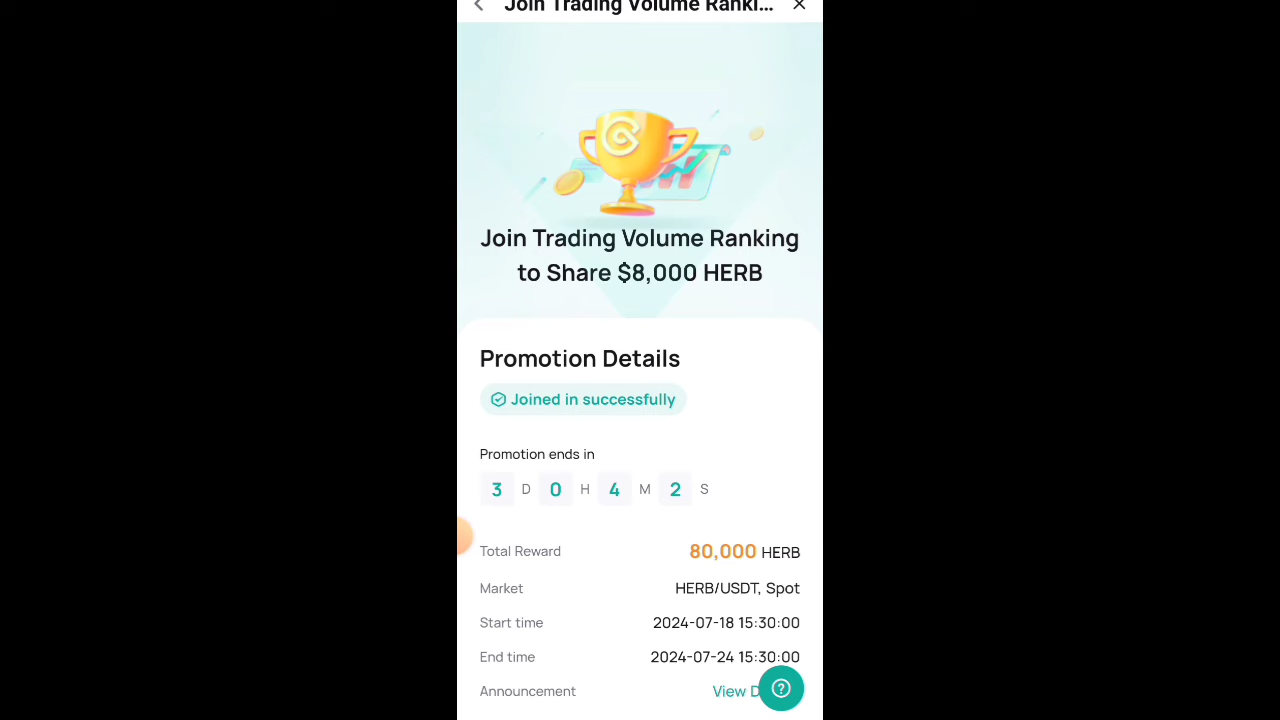 Join Trading Volume Ranki...
Join Trading Volume Ranking
to Share $8,000 HERB
Promotion Details
Joined in successfully
Promotion ends in
3 D 0 H 4 M 2 S
Total Reward 80,000 HERB
Market HERB/USDT, Spot
Start time 2024-07-18 15:30:00
End time 2024-07-24 15:30:00
Announcement View D